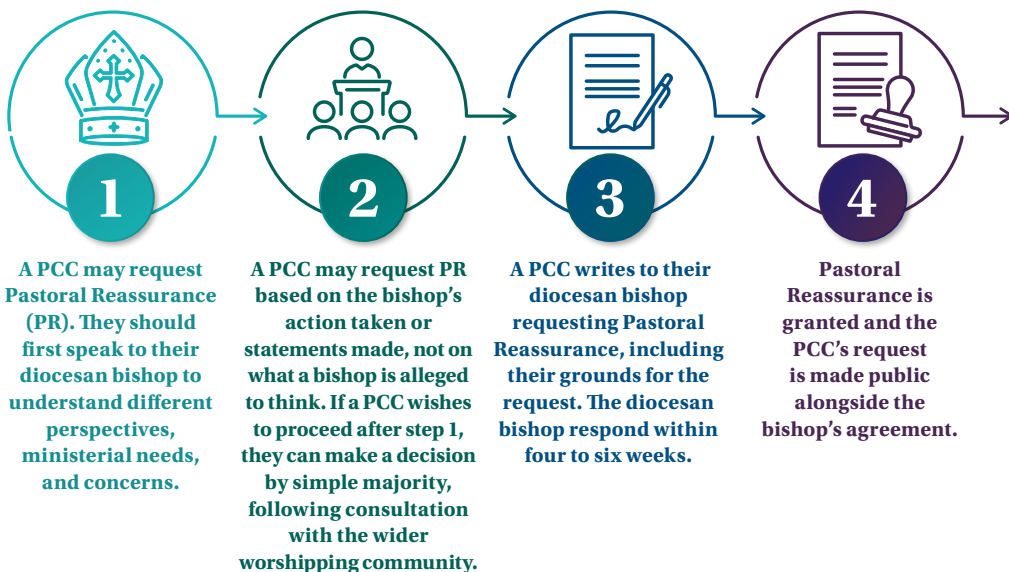 1
A PCC may request
Pastoral Reassurance
(PR). They should
first speak to their
diocesan bishop to
understand different
perspectives,
ministerial needs,
and concerns.
2
A PCC may request PR
based on the bishop's
action taken or
statements made, not on
what a bishop is alleged
to think. If a PCC wishes
to proceed after step 1,
they can make a decision
by simple majority,
following consultation
with the wider
worshipping community.
3
A PCC writes to their
diocesan bishop
requesting Pastoral
Reassurance, including
their grounds for the
request. The diocesan
bishop respond within
four to six weeks.
4
Pastoral
Reassurance is
granted and the
PCC's request
is made public
alongside the
bishop's agreement.